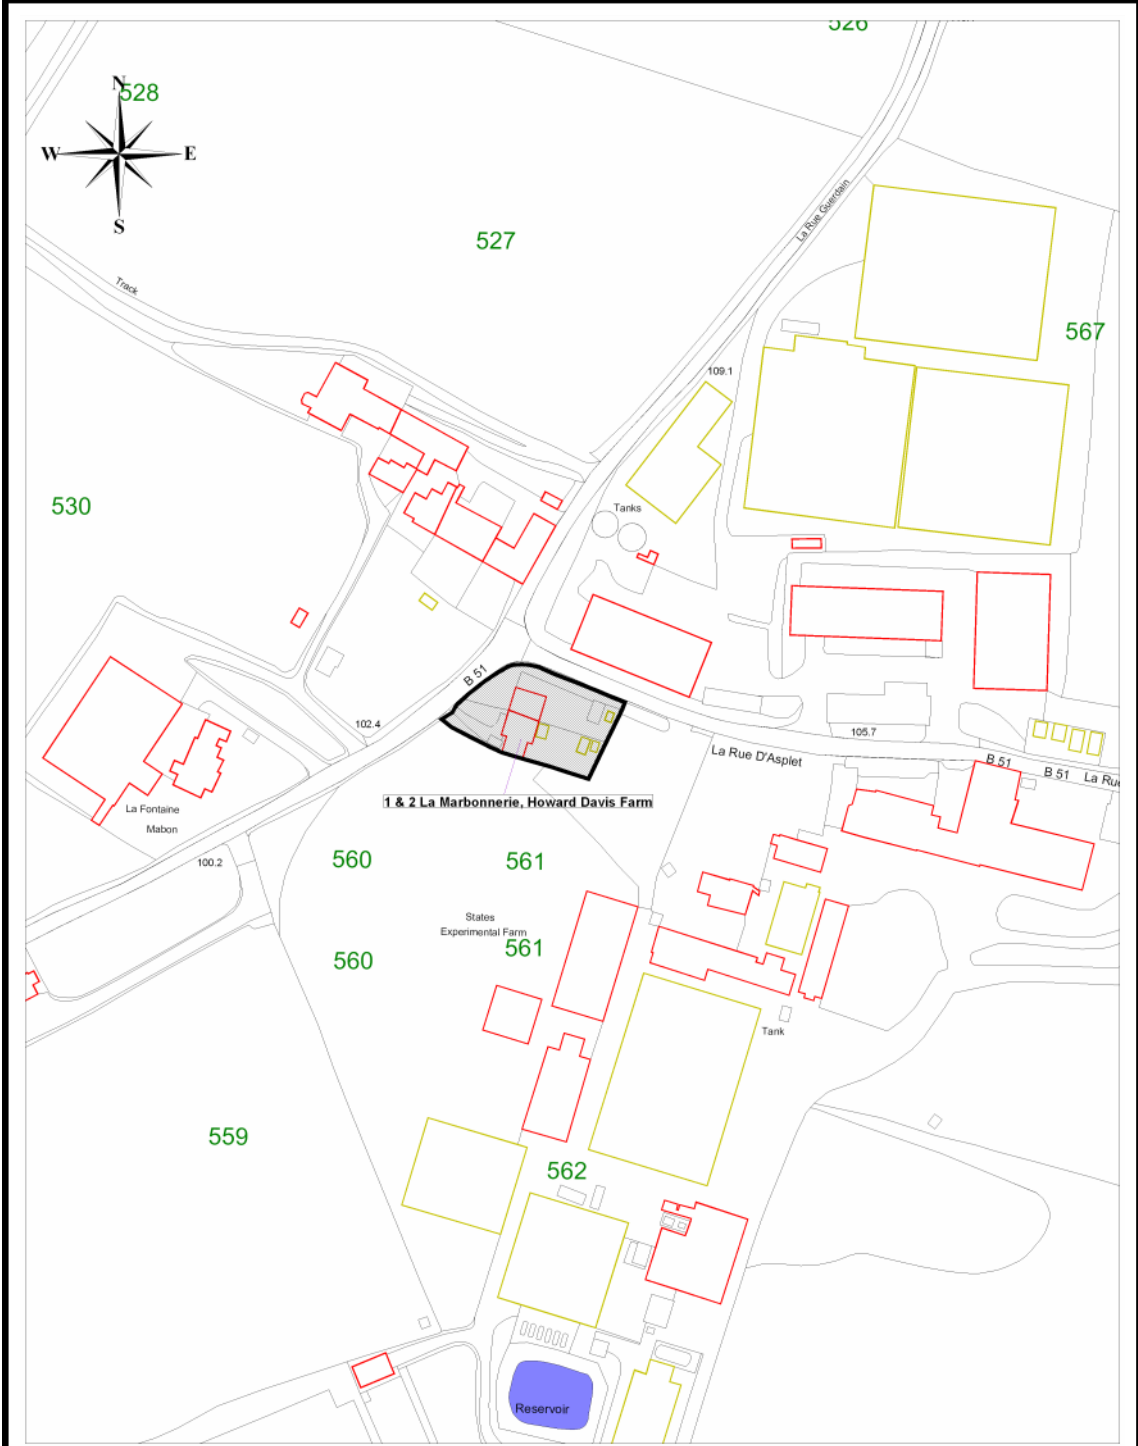 526
N
528
W E
S
527
La Rue Guerdain
Track
567
109.1
530
Tanks
B 51
102.4
105.7
La Rue D'Asplet
B 51
B 51
La Rue
1 & 2 La Marbonnerie, Howard Davis Farm
La Fontaine
Mabon
100.2
560
561
States
Experimental Farm
560
561
Tank
559
562
Reservoir